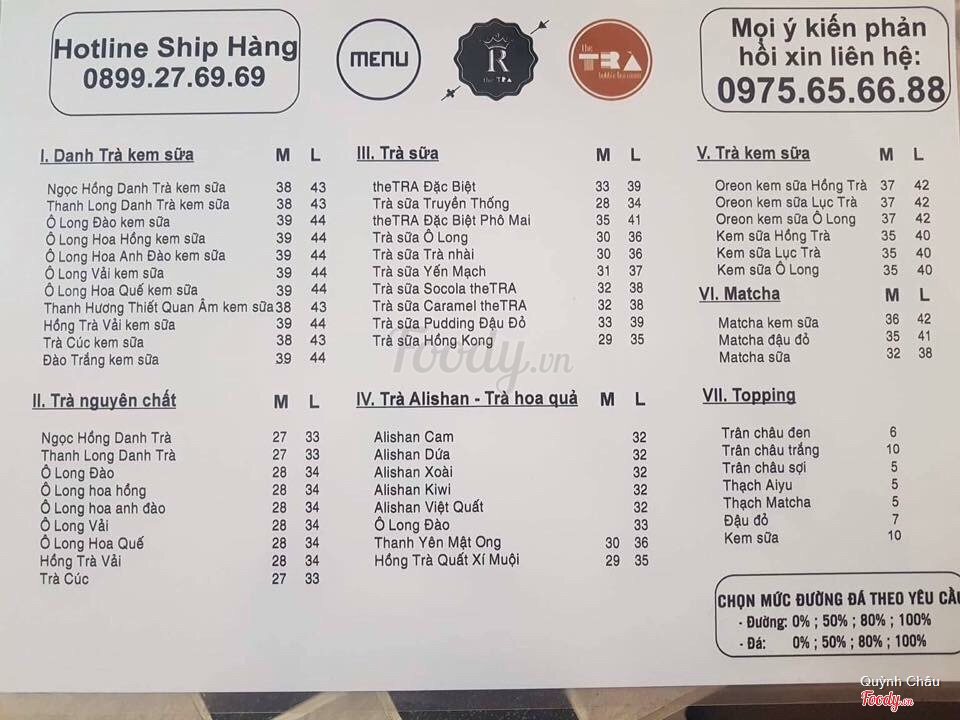 Hotline Ship Hàng
0899.27.69.69
MENU
R
the TRÀ
the
TRÀ
bubble tea room
Mọi ý kiến phản
hồi xin liên hệ:
0975.65.66.88
I. Danh Trà kem sữa M L
Ngọc Hồng Danh Trà kem sữa 38 43
Thanh Long Danh Trà kem sữa 38 43
Ô Long Đào kem sữa 39 44
Ô Long Hoa Hồng kem sữa 39 44
Ô Long Hoa Anh Đào kem sữa 39 44
Ô Long Vải kem sữa 39 44
Ô Long Hoa Quế kem sữa 39 44
Thanh Hương Thiết Quan Âm kem sữa 38 43
Hồng Trà Vải kem sữa 39 44
Trà Cúc kem sữa 38 43
Đào Trắng kem sữa 39 44
II. Trà nguyên chất M L
Ngọc Hồng Danh Trà 27 33
Thanh Long Danh Trà 27 33
Ô Long Đào 28 34
Ô Long hoa hồng 28 34
Ô Long hoa anh đào 28 34
Ô Long Vải 28 34
Ô Long Hoa Quế 28 34
Hồng Trà Vải 28 34
Trà Cúc 27 33
III. Trà sữa M L
theTRA Đặc Biệt 33 39
Trà sữa Truyền Thống 28 34
theTRA Đặc Biệt Phô Mai 35 41
Trà sữa Ô Long 30 36
Trà sữa Trà nhài 30 36
Trà sữa Yến Mạch 31 37
Trà sữa Socola theTRA 32 38
Trà sữa Caramel theTRA 32 38
Trà sữa Pudding Đậu Đỏ 33 39
Trà sữa Hồng Kong 29 35
IV. Trà Alishan - Trà hoa quả M L
Alishan Cam 32
Alishan Dứa 32
Alishan Xoài 32
Alishan Kiwi 32
Alishan Việt Quất 32
Ô Long Đào 33
Thanh Yên Mật Ong 30 36
Hồng Trà Quất Xí Muội 29 35
V. Trà kem sữa M L
Oreon kem sữa Hồng Trà 37 42
Oreon kem sữa Lục Trà 37 42
Oreon kem sữa Ô Long 37 42
Kem sữa Hồng Trà 35 40
Kem sữa Lục Trà 35 40
Kem sữa Ô Long 35 40
VI. Matcha M L
Matcha kem sữa 36 42
Matcha đậu đỏ 35 41
Matcha sữa 32 38
VII. Topping
Trân châu đen 6
Trân châu trắng 10
Trân châu sợi 5
Thạch Aiyu 5
Thạch Matcha 5
Đậu đỏ 7
Kem sữa 10
CHỌN MỨC ĐƯỜNG ĐÁ THEO YÊU CẦU
- Đường: 0% ; 50% ; 80% ; 100%
- Đá: 0% ; 50% ; 80% ; 100%
Foody.vn
Quỳnh Châu
Foody.vn